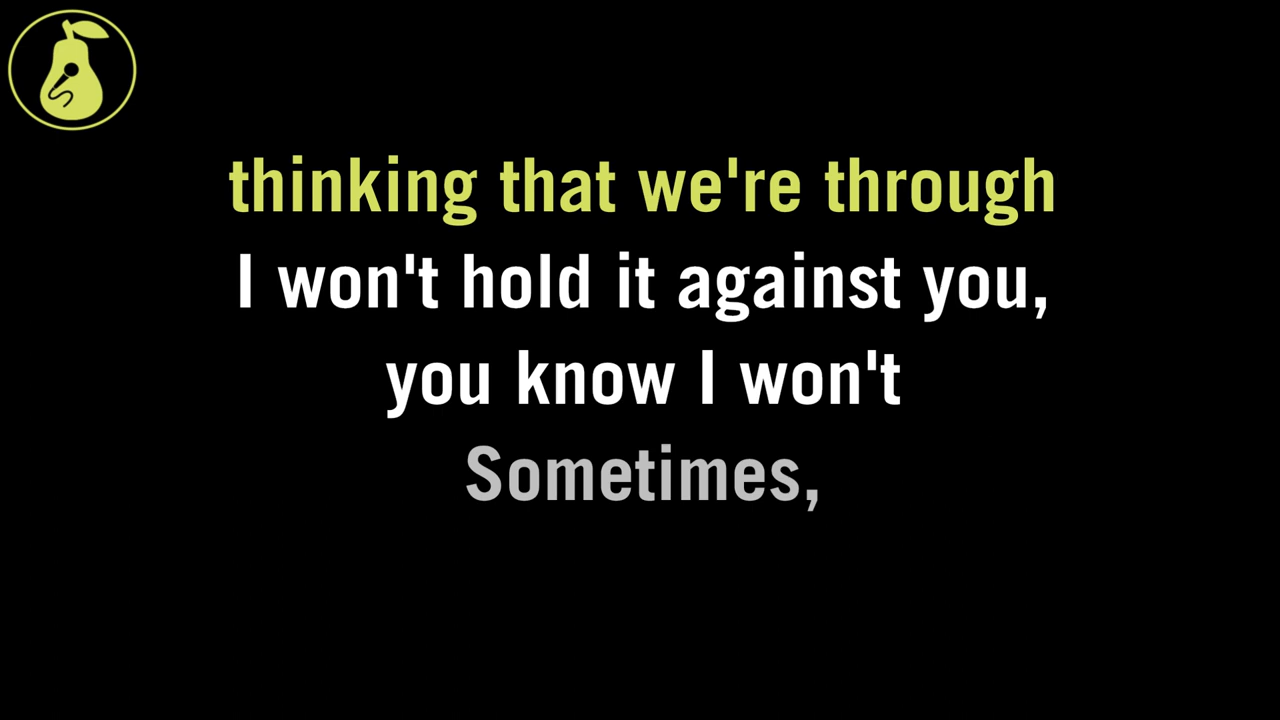 thinking that we're through
I won't hold it against you,
you know I won't
Sometimes,